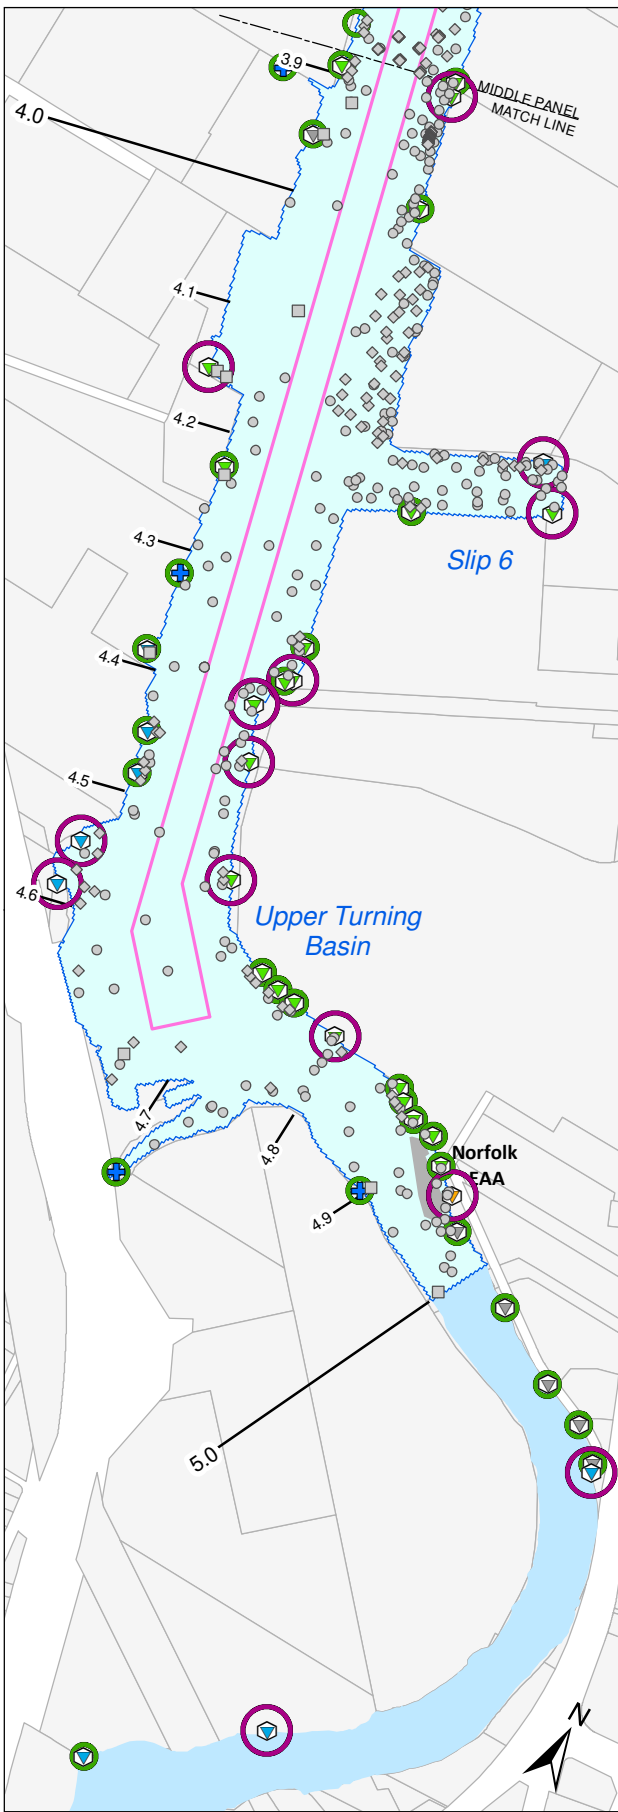 3.9
MIDDLE PANEL
MATCH LINE
4.0
4.1
4.2
4.3
Slip 6
4.4
4.5
4.6
Upper Turning
Basin
4.7
4.8
Norfolk
EAA
4.9
5.0
N